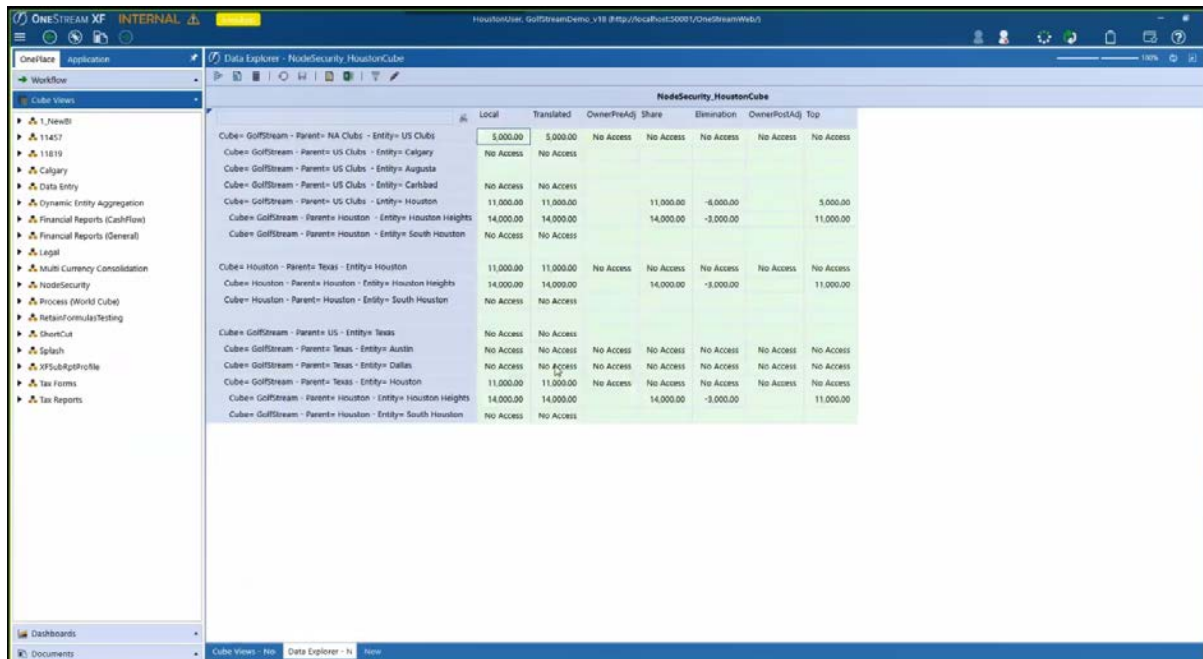 ONESTREAM XF INTERNAL
HoustonUser, GolfStreamDemo_v18 (http://localhost:50001/OneStreamWeb/)
OnePlace Application
Data Explorer - NodeSecurity_HoustonCube
100%
Workflow
Cube Views
1_NewBI
11457
11819
Calgary
Data Entry
Dynamic Entity Aggregation
Financial Reports (CashFlow)
Financial Reports (General)
Legal
Multi Currency Consolidation
NodeSecurity
Process (World Cube)
RetainFormulasTesting
ShortCut
Splash
XFSubRptProfile
Tax Forms
Tax Reports
Dashboards
Documents
NodeSecurity_HoustonCube
Local Translated OwnerPreAdj Share Elimination OwnerPostAdj Top
Cube= GolfStream - Parent= NA Clubs - Entity= US Clubs 5,000.00 5,000.00 No Access No Access No Access No Access No Access
Cube= GolfStream - Parent= US Clubs - Entity= Calgary No Access No Access
Cube= GolfStream - Parent= US Clubs - Entity= Augusta
Cube= GolfStream - Parent= US Clubs - Entity= Carlsbad No Access No Access
Cube= GolfStream - Parent= US Clubs - Entity= Houston 11,000.00 11,000.00 11,000.00 -6,000.00 5,000.00
Cube= GolfStream - Parent= Houston - Entity= Houston Heights 14,000.00 14,000.00 14,000.00 -3,000.00 11,000.00
Cube= GolfStream - Parent= Houston - Entity= South Houston No Access No Access
Cube= Houston - Parent= Texas - Entity= Houston 11,000.00 11,000.00 No Access No Access No Access No Access No Access
Cube= Houston - Parent= Houston - Entity= Houston Heights 14,000.00 14,000.00 14,000.00 -3,000.00 11,000.00
Cube= Houston - Parent= Houston - Entity= South Houston No Access No Access
Cube= GolfStream - Parent= US - Entity= Texas No Access No Access
Cube= GolfStream - Parent= Texas - Entity= Austin No Access No Access No Access No Access No Access No Access No Access
Cube= GolfStream - Parent= Texas - Entity= Dallas No Access No Access No Access No Access No Access No Access No Access
Cube= GolfStream - Parent= Texas - Entity= Houston 11,000.00 11,000.00 No Access No Access No Access No Access No Access
Cube= GolfStream - Parent= Houston - Entity= Houston Heights 14,000.00 14,000.00 14,000.00 -3,000.00 11,000.00
Cube= GolfStream - Parent= Houston - Entity= South Houston No Access No Access
Cube Views - No Data Explorer - N New